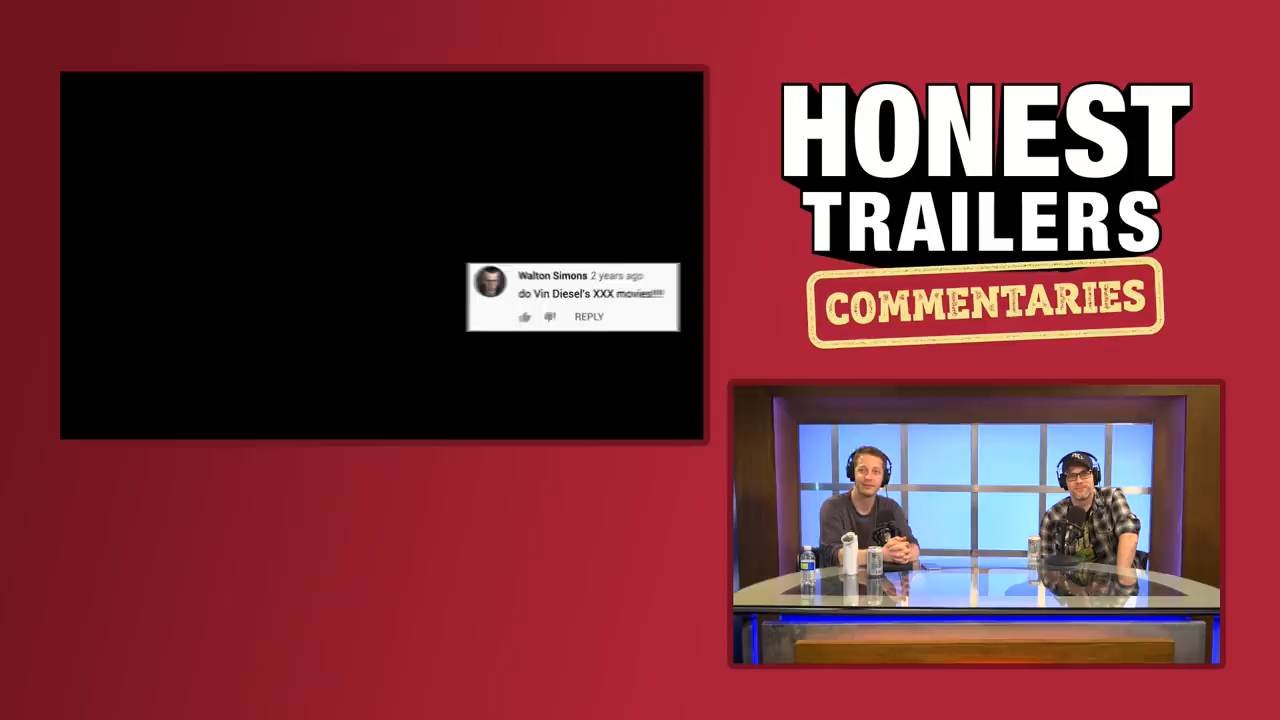 Walton Simons 2 years ago
do Vin Diesel's XXX movies!!!!
REPLY
HONEST
TRAILERS
COMMENTARIES